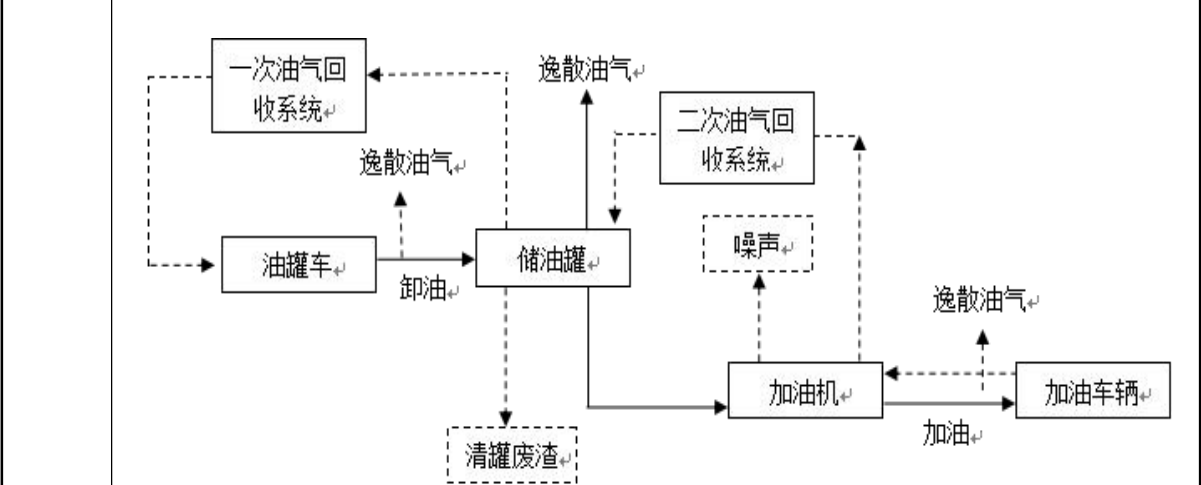 一次油气回
收系统
逸散油气
二次油气回
收系统
逸散油气
噪声
油罐车
储油罐
卸油
逸散油气
加油机
加油车辆
加油
清罐废渣